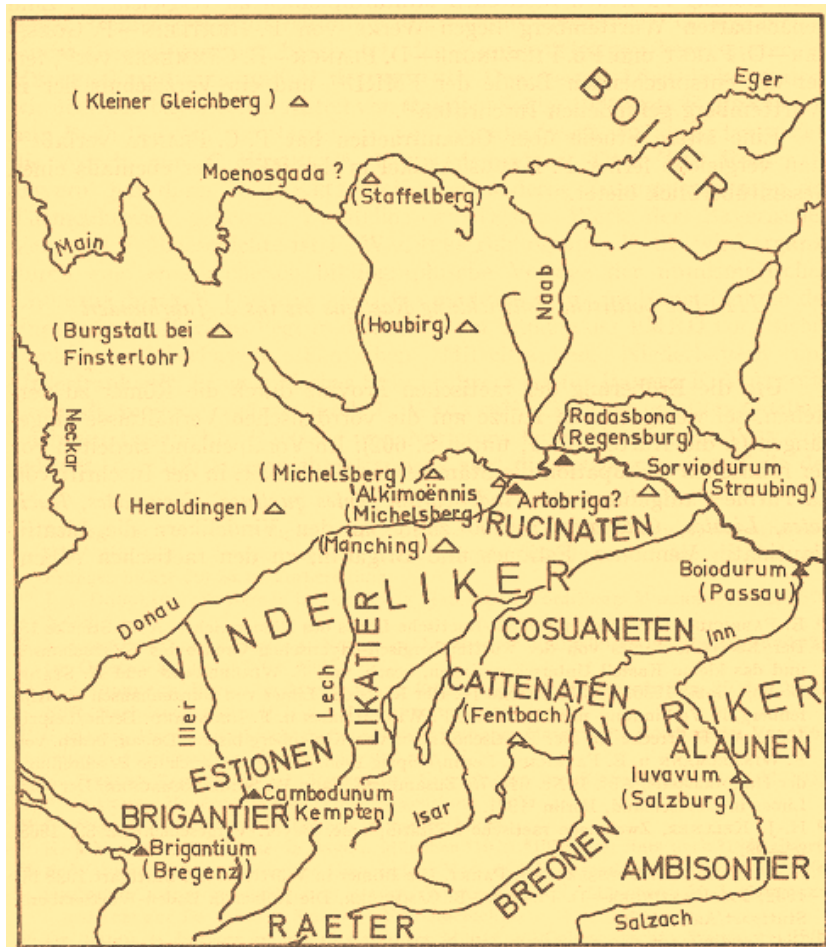 BOIER
Eger
(Kleiner Gleichberg)
Moenosgada ?
(Staffelberg)
Main
Naab
(Burgstall bei
Finsterlohr)
(Houbirg)
Neckar
Radasbona
(Regensburg)
(Michelsberg)
Sorviodurum
(Straubing)
Alkimoënnis
(Michelsberg)
Artobriga?
(Heroldingen)
RUCINATEN
(Manching)
Boiodurum
(Passau)
Donau
VINDERLIKER
COSUANETEN
Inn
LIKATIER
Lech
Iller
CATTENATEN
(Fentbach)
NORIKER
ALAUNEN
ESTIONEN
Iuvavum
(Salzburg)
Cambodunum
(Kempten)
BRIGANTIER
Isar
Brigantium
(Bregenz)
BREONEN
AMBISONTIER
RAETER
Salzach